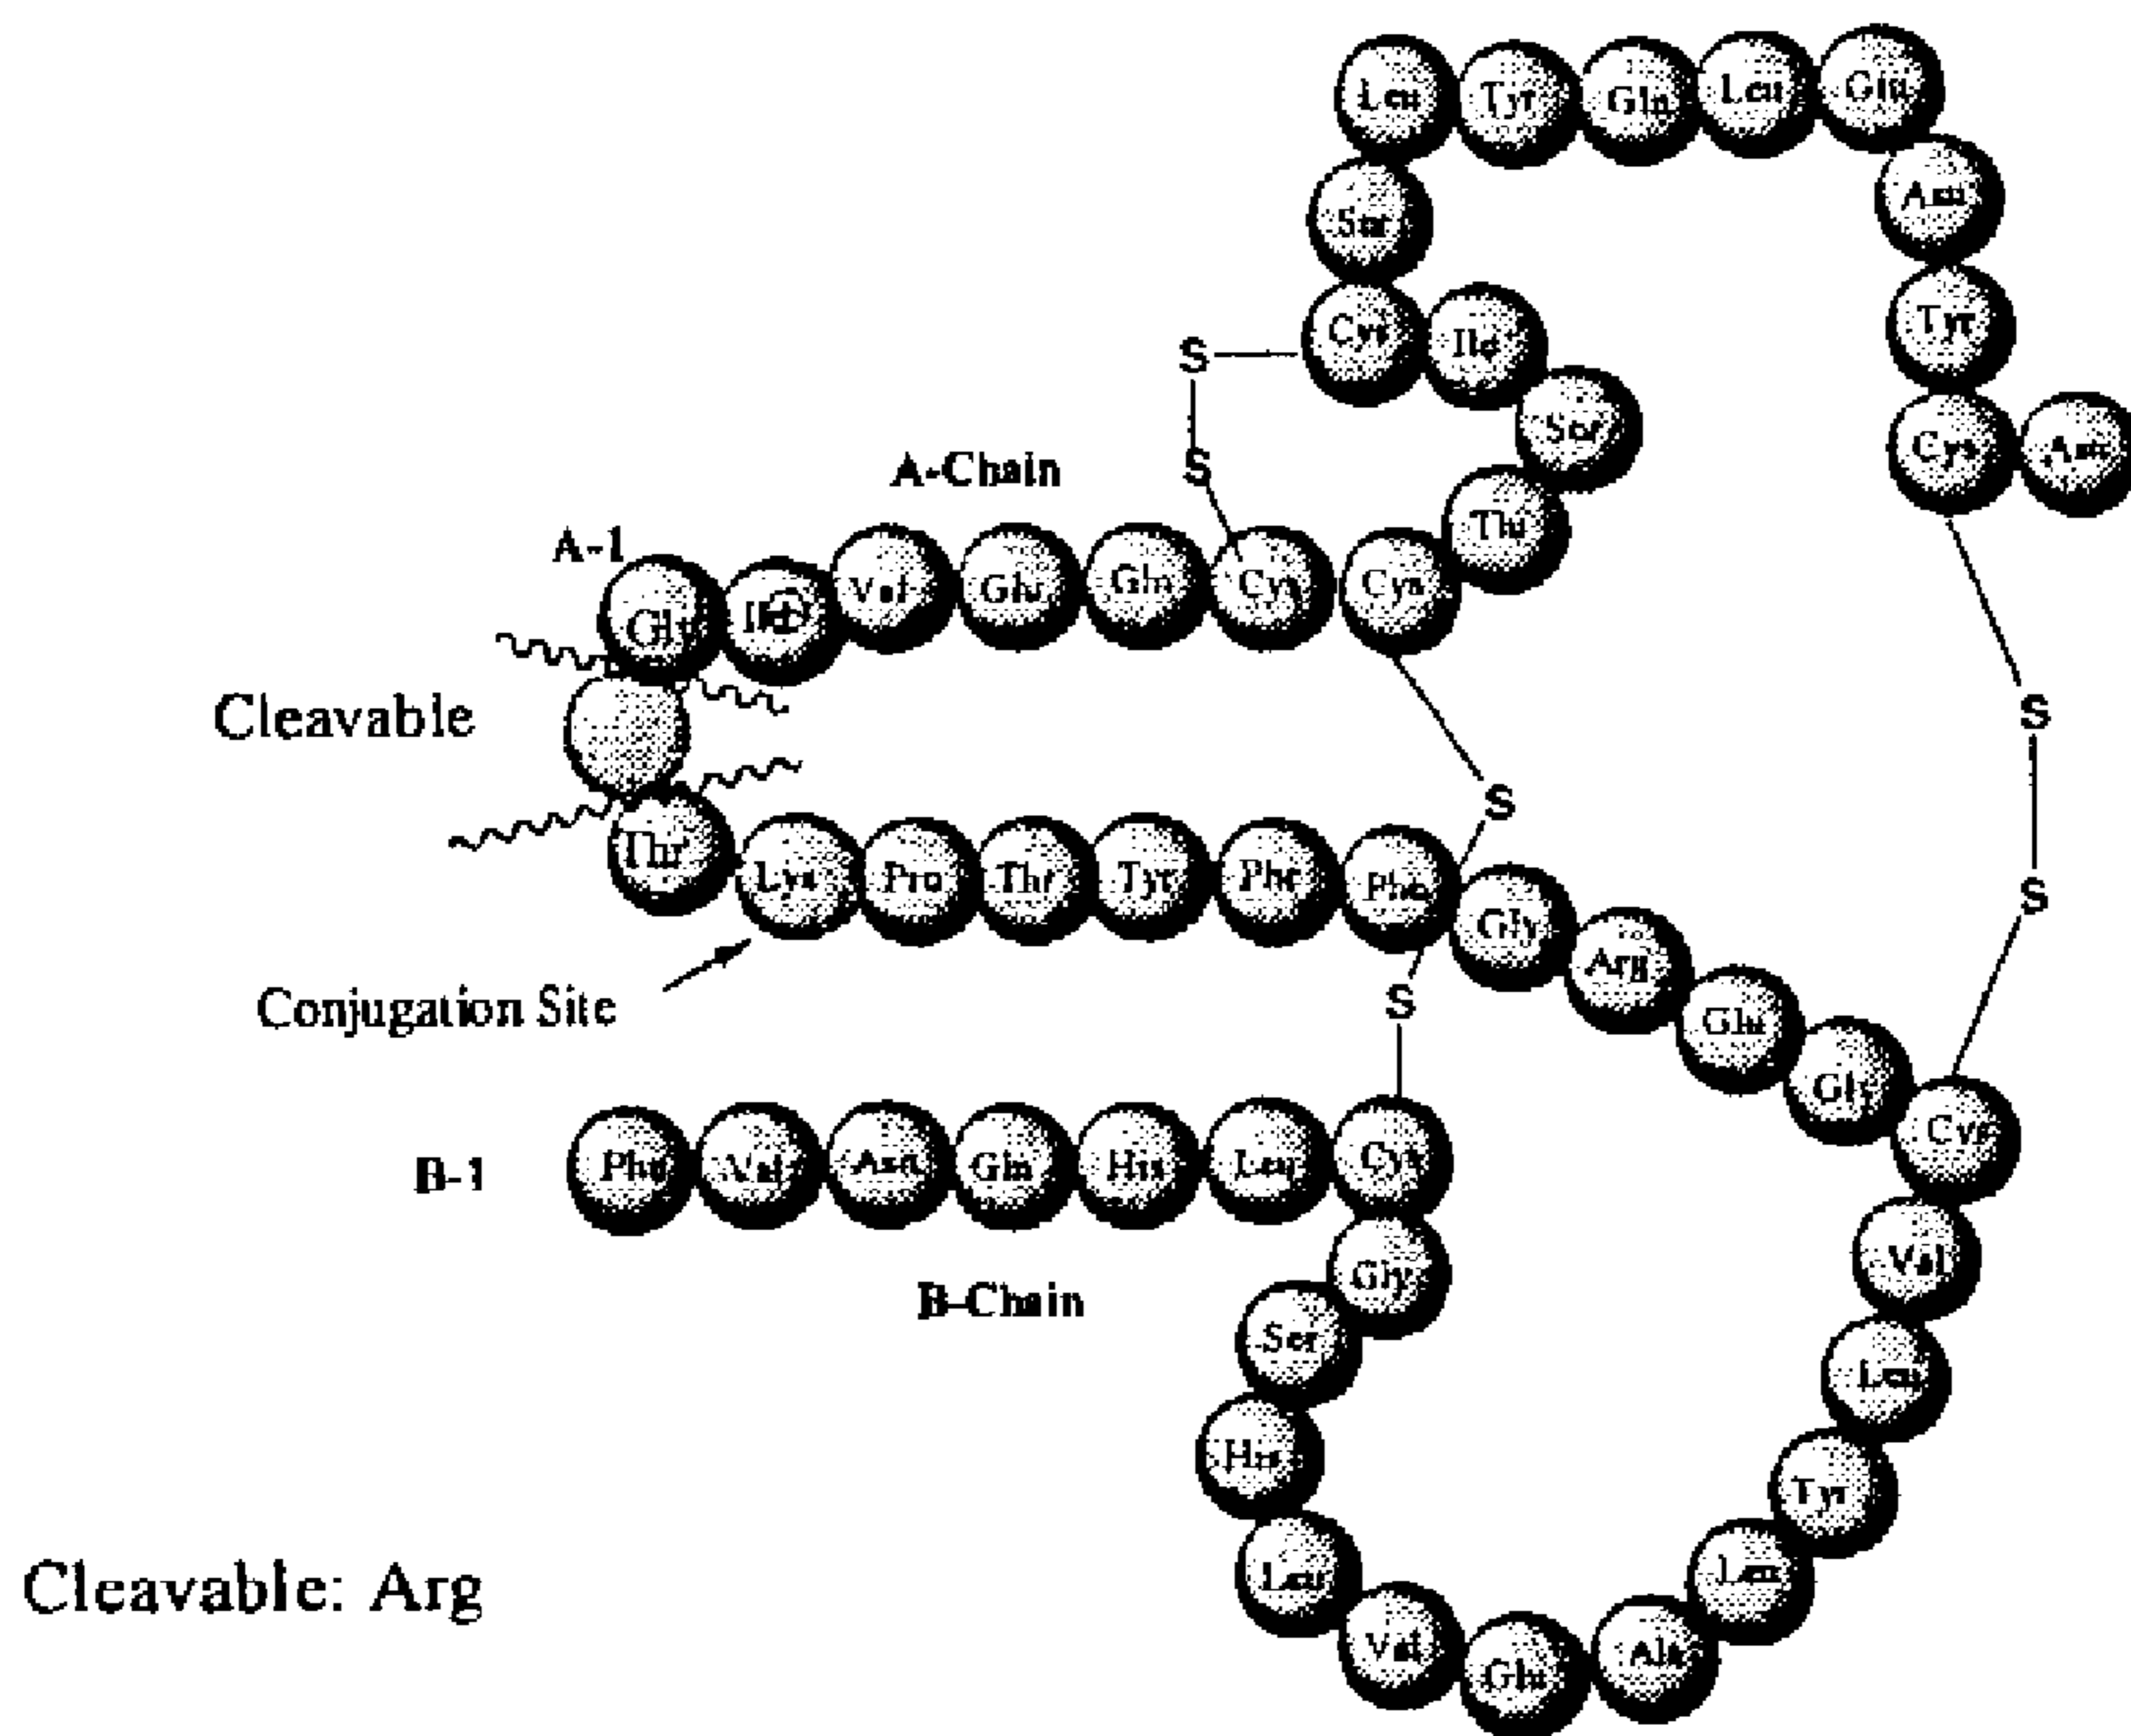 Leu Tyr Gln Leu Glu
Ser Asn
Cys Ile Tyr
S
Ser
A-Chain S Cys Asn
A-1 Thr
Gly Ile Val Glu Gln Cys Cys
Cleavable S
S
Thr Lys Pro Thr Tyr Phe Phe Gly Arg Glu Gly Cys
S
Conjugation Site S
B-1 Phe Val Asn Gln His Leu Cys
Gly Val
B-Chain Ser Leu
His Tyr
Cleavable: Arg Leu Val Glu Ala Leu